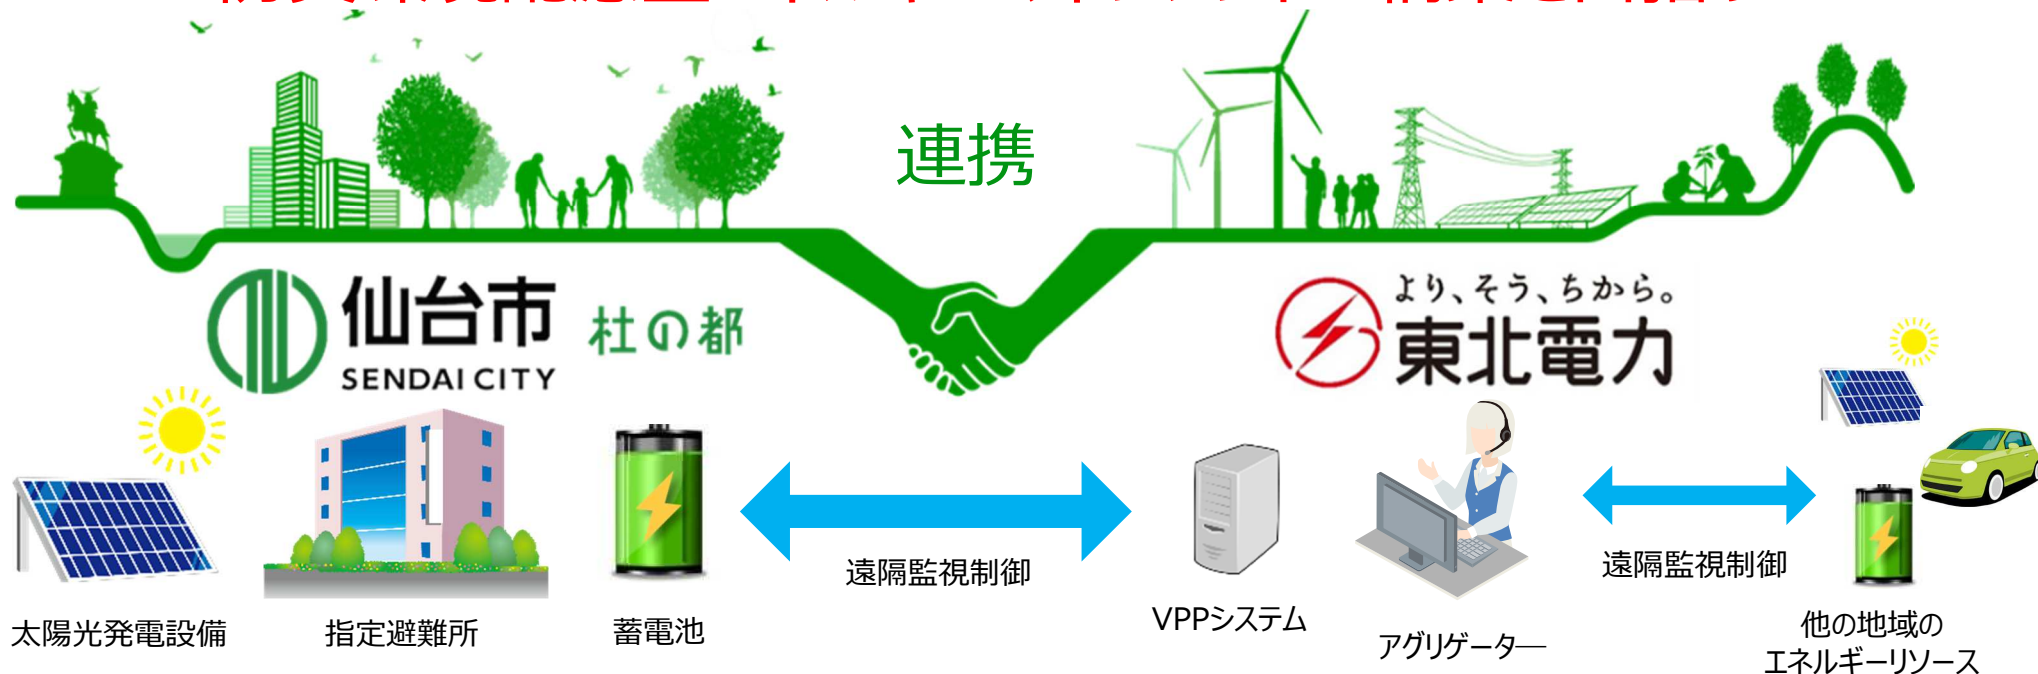 連携
仙台市 杜の都
SENDAI CITY
より、そう、ちから。
東北電力
遠隔監視制御
遠隔監視制御
太陽光発電設備
指定避難所
蓄電池
VPPシステム
アグリゲーター
他の地域の
エネルギーリソース